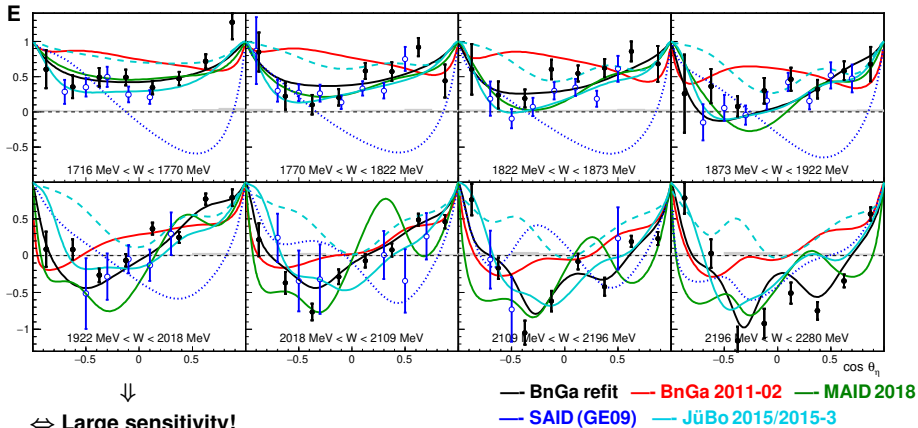 E
1
0.5
0
−0.5
1716 MeV < W < 1770 MeV
1770 MeV < W < 1822 MeV
1822 MeV < W < 1873 MeV
1873 MeV < W < 1922 MeV
0.5
0
−0.5
−1
1922 MeV < W < 2018 MeV
2018 MeV < W < 2109 MeV
2109 MeV < W < 2196 MeV
2196 MeV < W < 2280 MeV
−0.5 0 0.5 −0.5 0 0.5 −0.5 0 0.5 −0.5 0 0.5
cos θη
⇓
⇔ Large sensitivity!
BnGa refit BnGa 2011-02 MAID 2018
SAID (GE09) JüBo 2015/2015-3